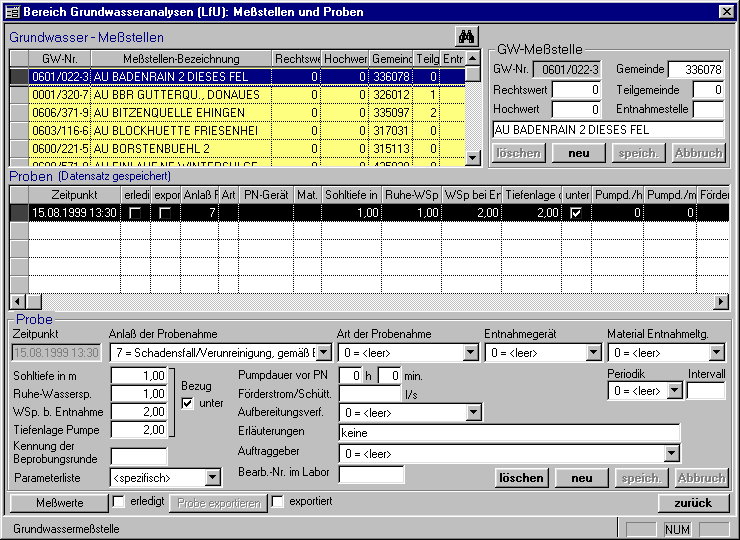 Bereich Grundwasseranalysen (LfU): Meßstellen und Proben
Grundwasser - Meßstellen
GW-Nr. Meßstellen-Bezeichnung Rechtswe Hochwer Gemeind Teilg Entr
0601/022-3 AU BADENRAIN 2 DIESES FEL 0 0 336078 0
0001/320-7 AU BBR GUTTERQU., DONAUES 0 0 326012 1
0606/371-9 AU BITZENQUELLE EHINGEN 0 0 335097 2
0603/116-6 AU BLOCKHUETTE FRIESENHEI 0 0 317031 0
0600/221-5 AU BORSTENBUEHL 2 0 0 315113 0
GW-Meßstelle
GW-Nr. 0601/022-3 Gemeinde 336078
Rechtswert 0 Teilgemeinde 0
Hochwert 0 Entnahmestelle
AU BADENRAIN 2 DIESES FEL
löschen neu speich. Abbruch
Proben (Datensatz gespeichert)
Zeitpunkt erledi expor Anlaß F Art PN-Gerät Mat. Sohltiefe in Ruhe-WSp WSp bei En Tiefenlage unter Pumpd./h Pumpd./m Förder
15.08.1999 13:30 7 1,00 1,00 2,00 2,00 0 0
Probe
Zeitpunkt Anlaß der Probenahme Art der Probenahme Entnahmegerät Material Entnahmeltg.
15.08.1999 13:30 7 = Schadensfall/Verunreinigung, gemäß E 0 = <leer> 0 = <leer> 0 = <leer>
Sohltiefe in m 1,00 Pumpdauer vor PN 0 h 0 min. Periodik Intervall
Ruhe-Wassersp. 1,00 Bezug Förderstrom/Schütt. l/s 0 = <leer>
WSp. b. Entnahme 2,00 unter Aufbereitungsverf. 0 = <leer>
Tiefenlage Pumpe 2,00 Erläuterungen keine
Kennung der Beprobungsrunde Auftraggeber 0 = <leer>
Parameterliste <spezifisch> Bearb.-Nr. im Labor löschen neu speich. Abbruch
Meßwerte erledigt Probe exportieren exportiert zurück
Grundwassermeßstelle NUM